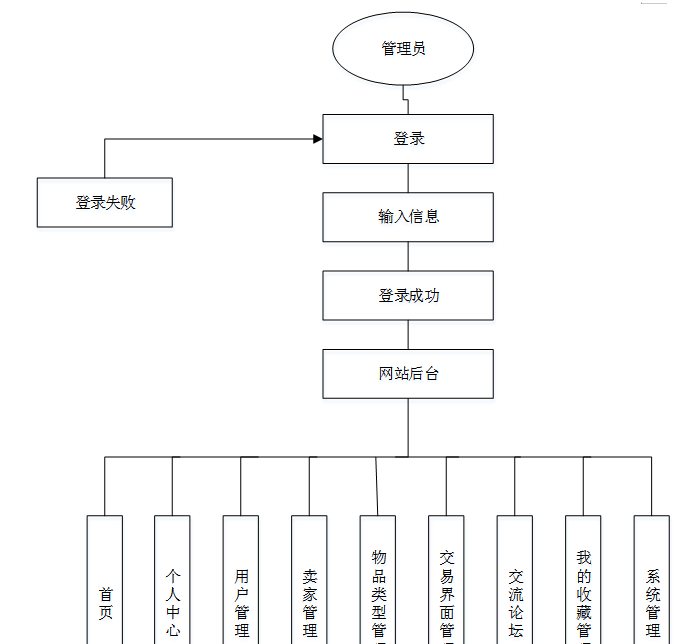 管理员
登录
登录失败
输入信息
登录成功
网站后台
首页
个人中心
用户管理
卖家管理
物品类型管
交易界面管
交流论坛
我的收藏管
系统管理